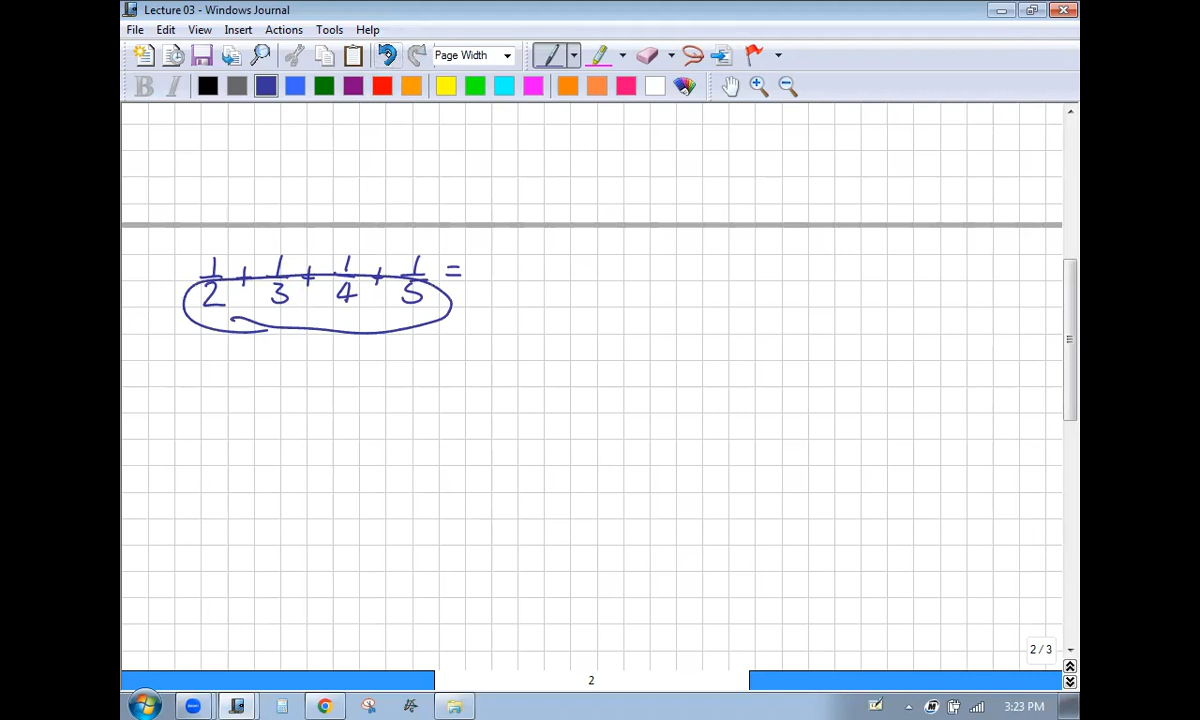 Lecture 03 - Windows Journal
File Edit View Insert Actions Tools Help
Page Width
B I
1/2 + 1/3 + 1/4 + 1/5 =
2 / 3
2
3:23 PM